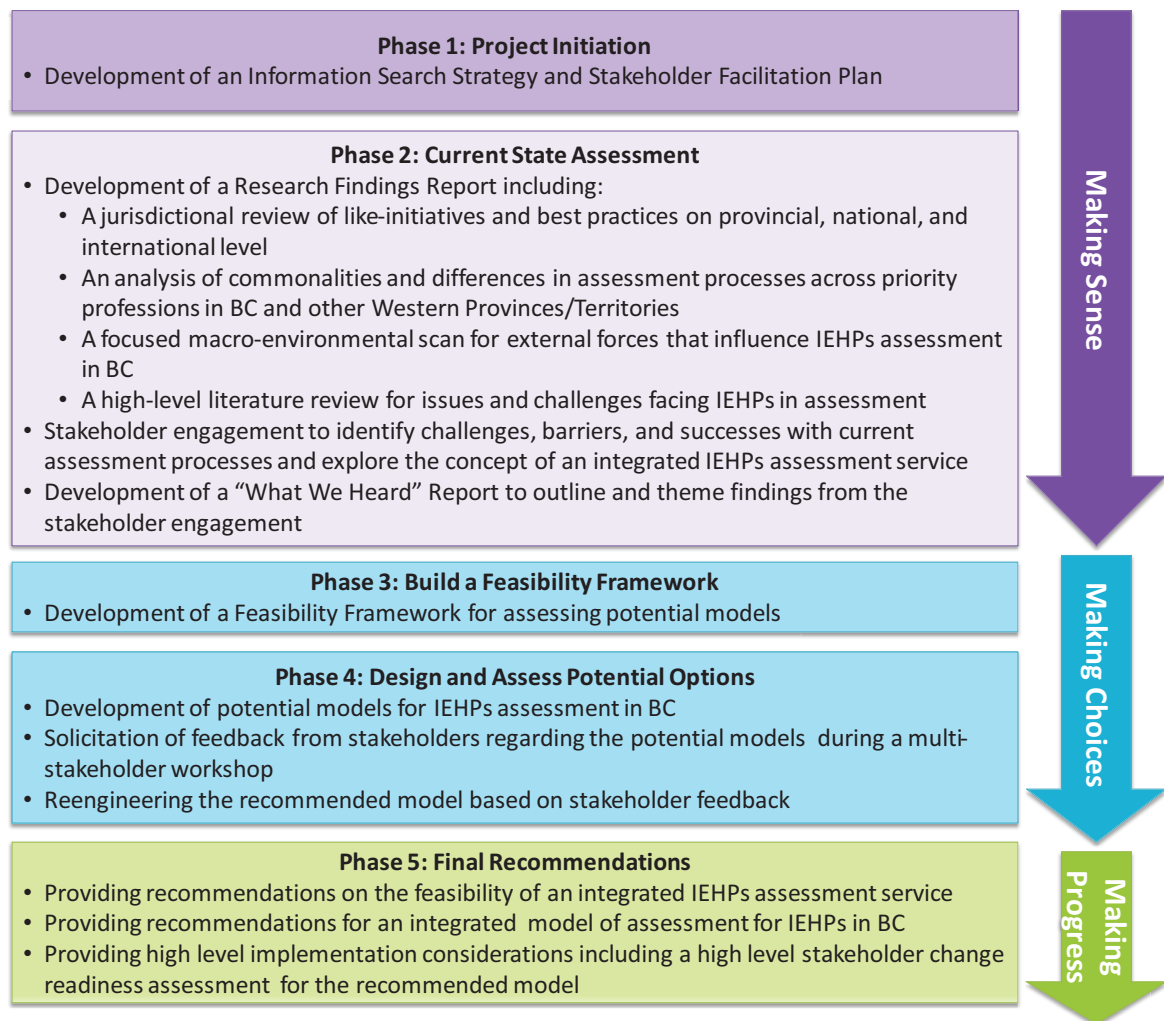 Phase 1: Project Initiation
• Development of an Information Search Strategy and Stakeholder Facilitation Plan
Phase 2: Current State Assessment
• Development of a Research Findings Report including:
• A jurisdictional review of like-initiatives and best practices on provincial, national, and
international level
• An analysis of commonalities and differences in assessment processes across priority
professions in BC and other Western Provinces/Territories
• A focused macro-environmental scan for external forces that influence IEHPs assessment
in BC
• A high-level literature review for issues and challenges facing IEHPs in assessment
• Stakeholder engagement to identify challenges, barriers, and successes with current
assessment processes and explore the concept of an integrated IEHPs assessment service
• Development of a “What We Heard” Report to outline and theme findings from the
stakeholder engagement
Making Sense
Phase 3: Build a Feasibility Framework
• Development of a Feasibility Framework for assessing potential models
Phase 4: Design and Assess Potential Options
• Development of potential models for IEHPs assessment in BC
• Solicitation of feedback from stakeholders regarding the potential models during a multi-
stakeholder workshop
• Reengineering the recommended model based on stakeholder feedback
Making Choices
Phase 5: Final Recommendations
• Providing recommendations on the feasibility of an integrated IEHPs assessment service
• Providing recommendations for an integrated model of assessment for IEHPs in BC
• Providing high level implementation considerations including a high level stakeholder change
readiness assessment for the recommended model
Making
Progress